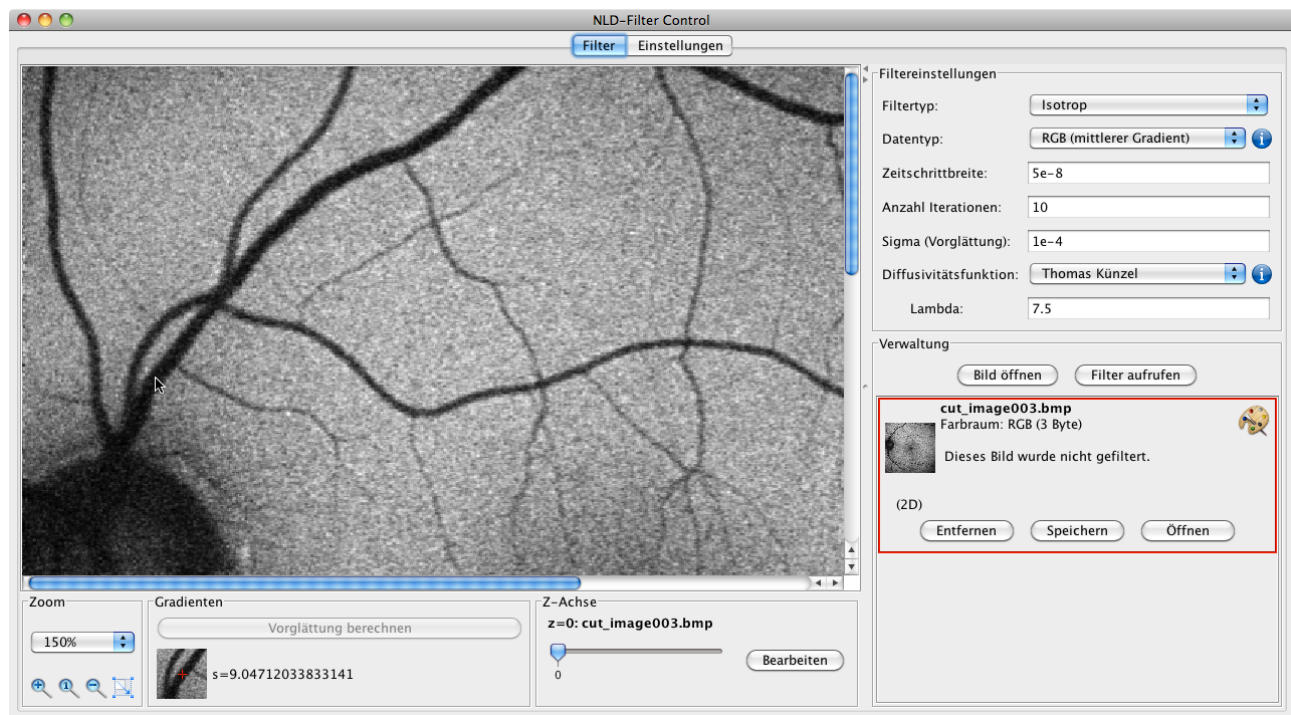 NLD-Filter Control
Filter Einstellungen
Filtereinstellungen
Filtertyp: Isotrop
Datentyp: RGB (mittlerer Gradient)
Zeitschrittbreite: 5e-8
Anzahl Iterationen: 10
Sigma (Vorglättung): 1e-4
Diffusivitätsfunktion: Thomas Künzel
Lambda: 7.5
Verwaltung
Bild öffnen Filter aufrufen
cut_image003.bmp
Farbraum: RGB (3 Byte)
Dieses Bild wurde nicht gefiltert.
(2D)
Entfernen Speichern Öffnen
Zoom
150%
1
Gradienten
Vorglättung berechnen
s=9.04712033833141
Z-Achse
z=0: cut_image003.bmp
0
Bearbeiten